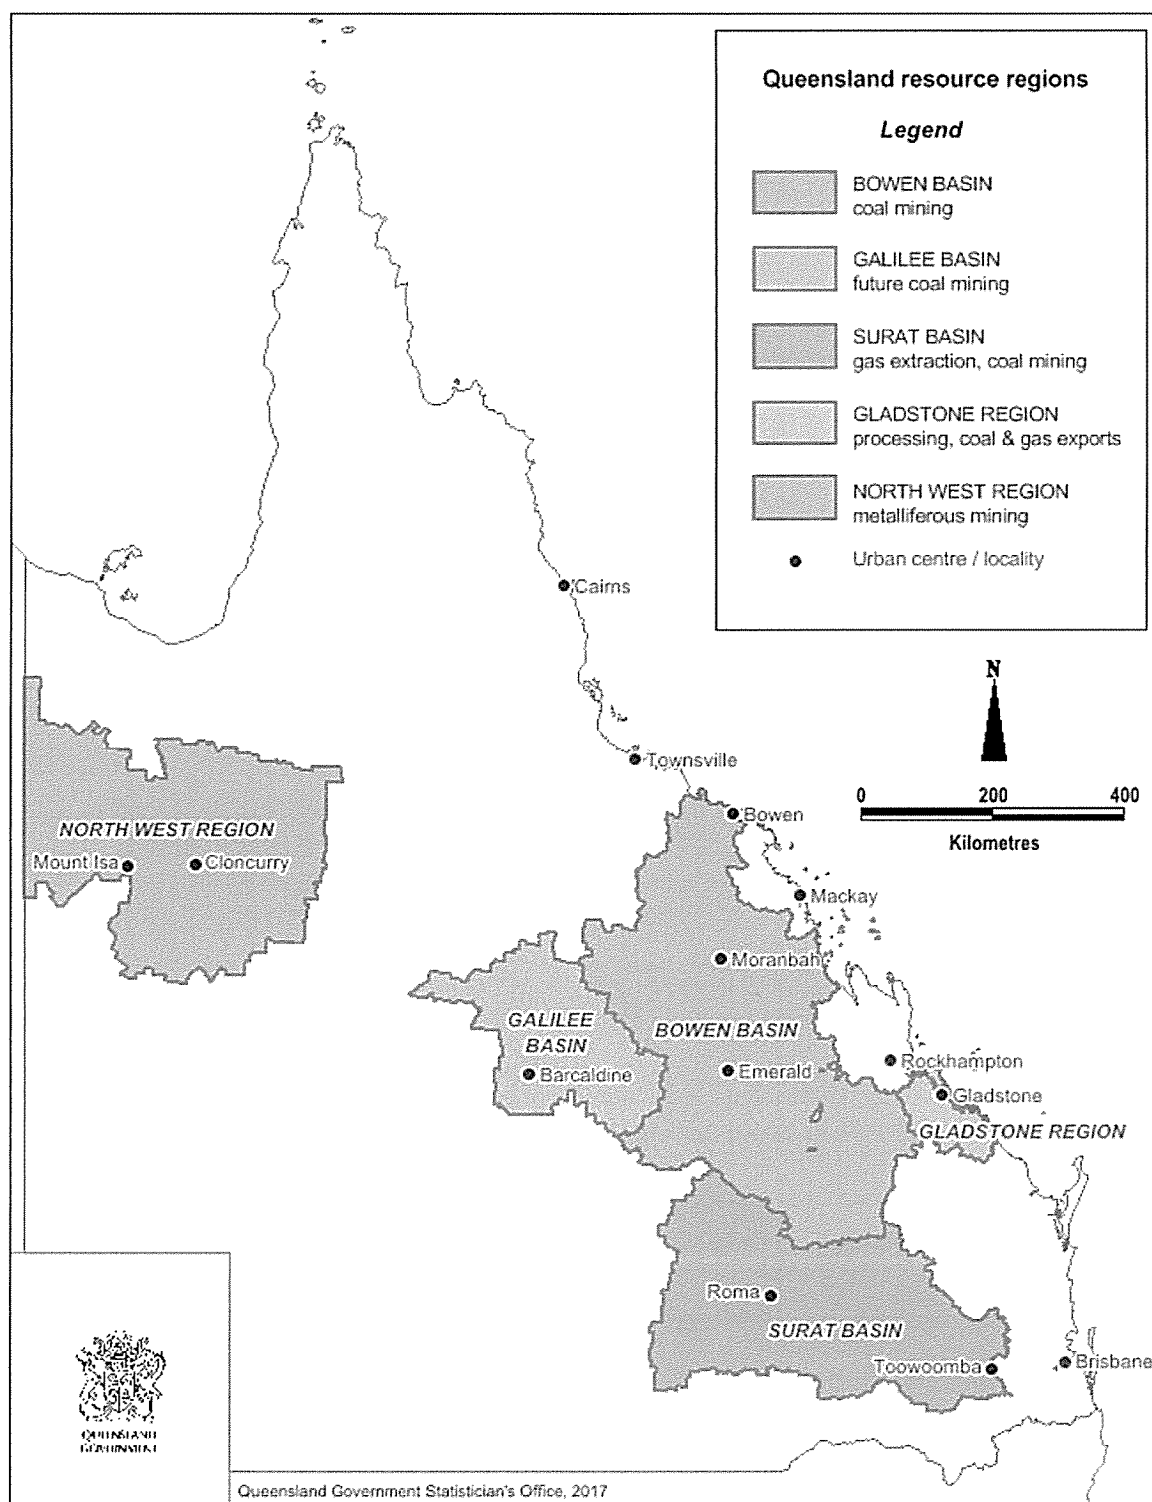 Queensland resource regions
Legend
BOWEN BASIN
coal mining
GALILEE BASIN
future coal mining
SURAT BASIN
gas extraction, coal mining
GLADSTONE REGION
processing, coal & gas exports
NORTH WEST REGION
metalliferous mining
Urban centre / locality
Cairns
N
Townsville
0 200 400
Kilometres
Bowen
NORTH WEST REGION
Mount Isa
Cloncurry
Mackay
Moranbah
GALILEE
BASIN
BOWEN BASIN
Barcaldine
Emerald
Rockhampton
Gladstone
GLADSTONE REGION
Roma
SURAT BASIN
Toowoomba
Brisbane
QUEENSLAND
GOVERNMENT
Queensland Government Statistician's Office, 2017